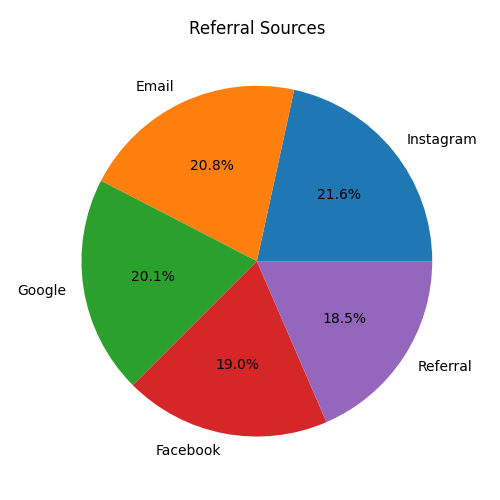 Referral Sources
Email
Instagram
20.8%
21.6%
20.1%
Google
18.5%
19.0%
Referral
Facebook